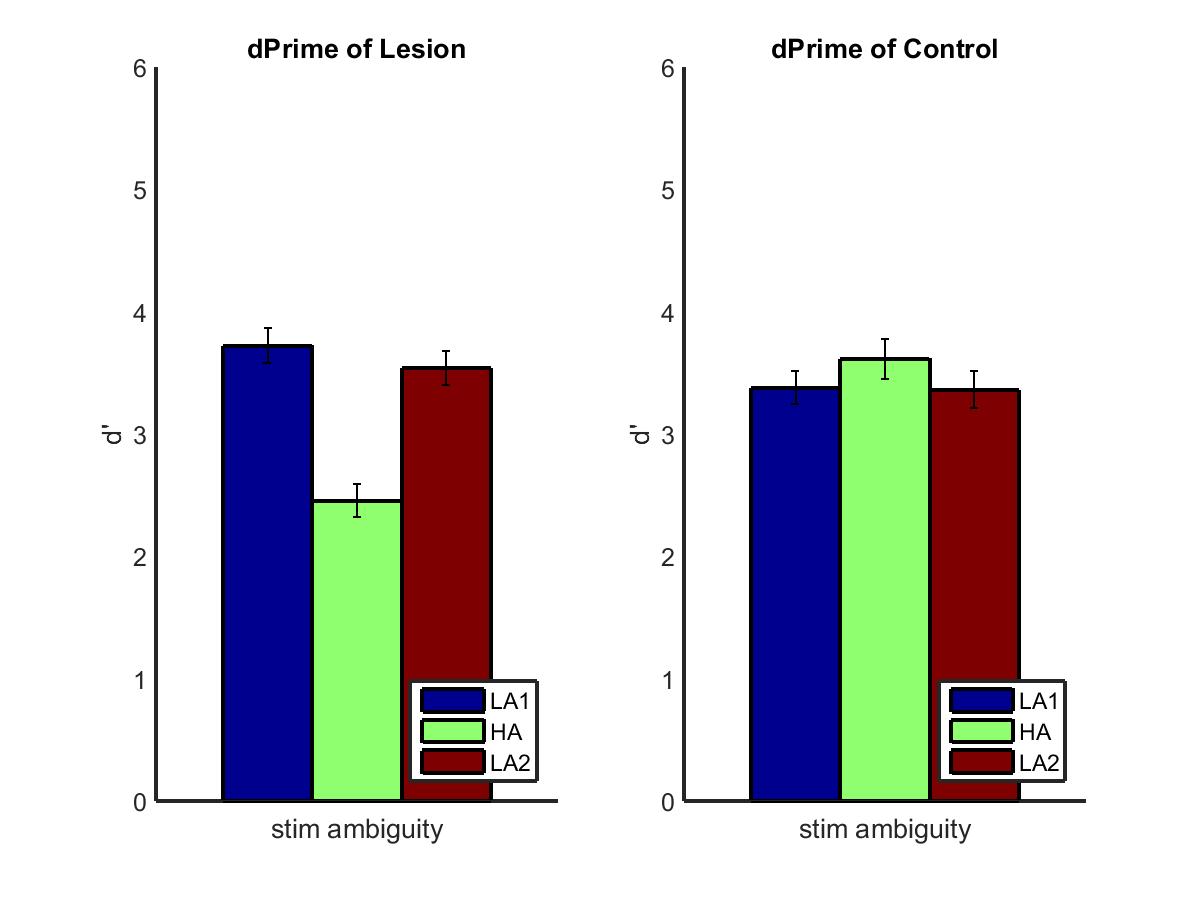 dPrime of Lesion
6
5
4
3
2
1
0
d'
LA1
HA
LA2
stim ambiguity
dPrime of Control
6
5
4
3
2
1
0
d'
LA1
HA
LA2
stim ambiguity